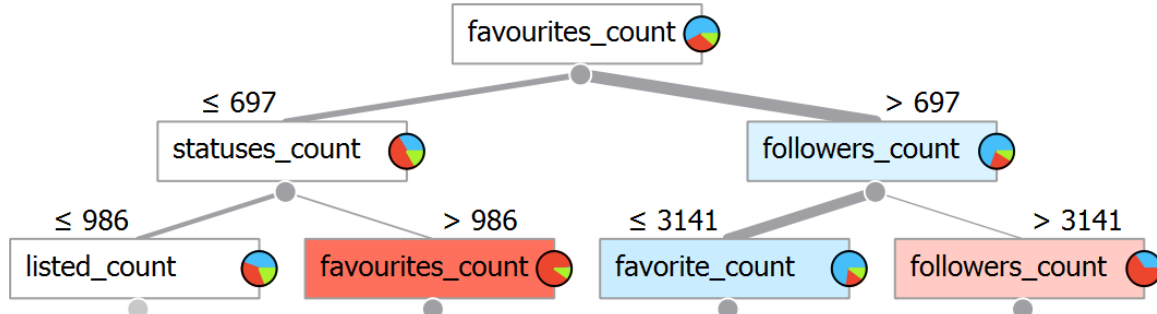 favourites_count
≤ 697
> 697
statuses_count
followers_count
≤ 986
> 986
≤ 3141
> 3141
listed_count
favourites_count
favorite_count
followers_count